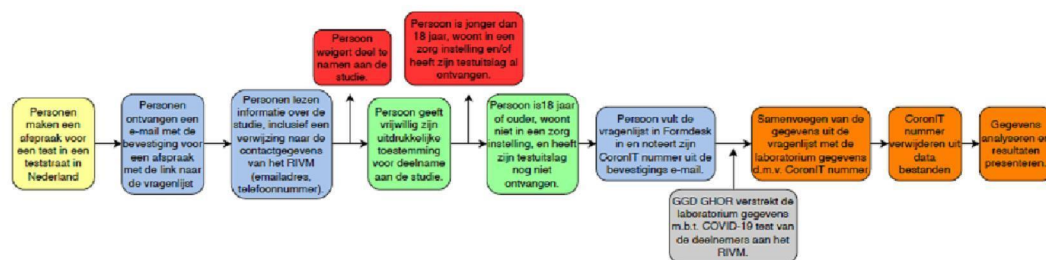 Persoon
weigert deel te
namen aan de
studie.
Persoon is jonger dan
18 jaar, woont in een
zorg instelling en/of
heeft zijn testuitslag al
ontvangen.
Personen
maken een
afspraak voor
een test in een
teststraat in
Nederland
Personen
ontvangen een
e-mail met de
bevestiging voor
een afspraak
met de link naar
de vragenlijst
Personen lezen
informatie over de
studie, inclusief een
verwijzing naar de
contactgegevens
van het RIVM
(emailadres,
telefoonnummer).
Persoon geeft
vrijwillig zijn
uitdrukkelijke
toestemming
voor deelname
aan de studie.
Persoon is18 jaar
of ouder, woont
niet in een zorg
instelling, en heeft
zijn testuitslag
nog niet
ontvangen.
Persoon vult de
vragenlijst in Formdesk
in en noteert zijn
CoronIT nummer uit de
bevestigings e-mail.
GGD GHOR verstrekt de
laboratorium gegevens
m.b.t. COVID-19 test van
de deelnemers aan het
RIVM.
Samenvoegen van de
gegevens uit de
vragenlijst met de
laboratorium gegevens
d.m.v. CoronIT nummer
CoronIT
nummer
verwijderen uit
data
bestanden
Gegevens
analyseren en
resultaten
presenteren.